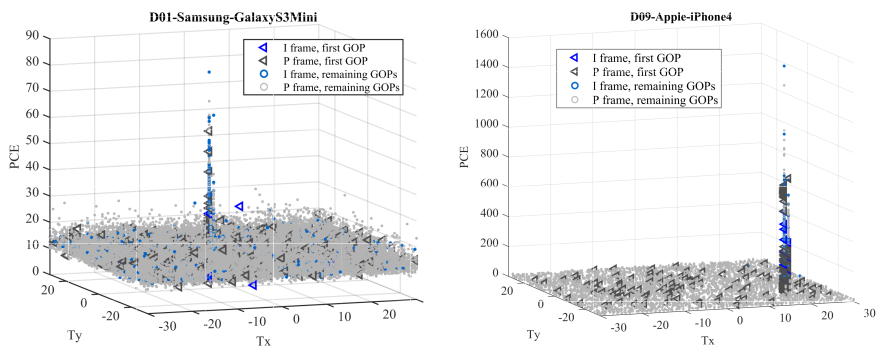 D01-Samsung-GalaxyS3Mini
I frame, first GOP
P frame, first GOP
I frame, remaining GOPs
P frame, remaining GOPs
PCE
90
80
70
60
50
40
30
20
10
0
20
0
-20
Ty
-30
-20
-10
0
10
20
Tx
D09-Apple-iPhone4
I frame, first GOP
P frame, first GOP
I frame, remaining GOPs
P frame, remaining GOPs
PCE
1600
1400
1200
1000
800
600
400
200
0
20
0
-20
Ty
-30
-20
-10
0
10
20
30
Tx